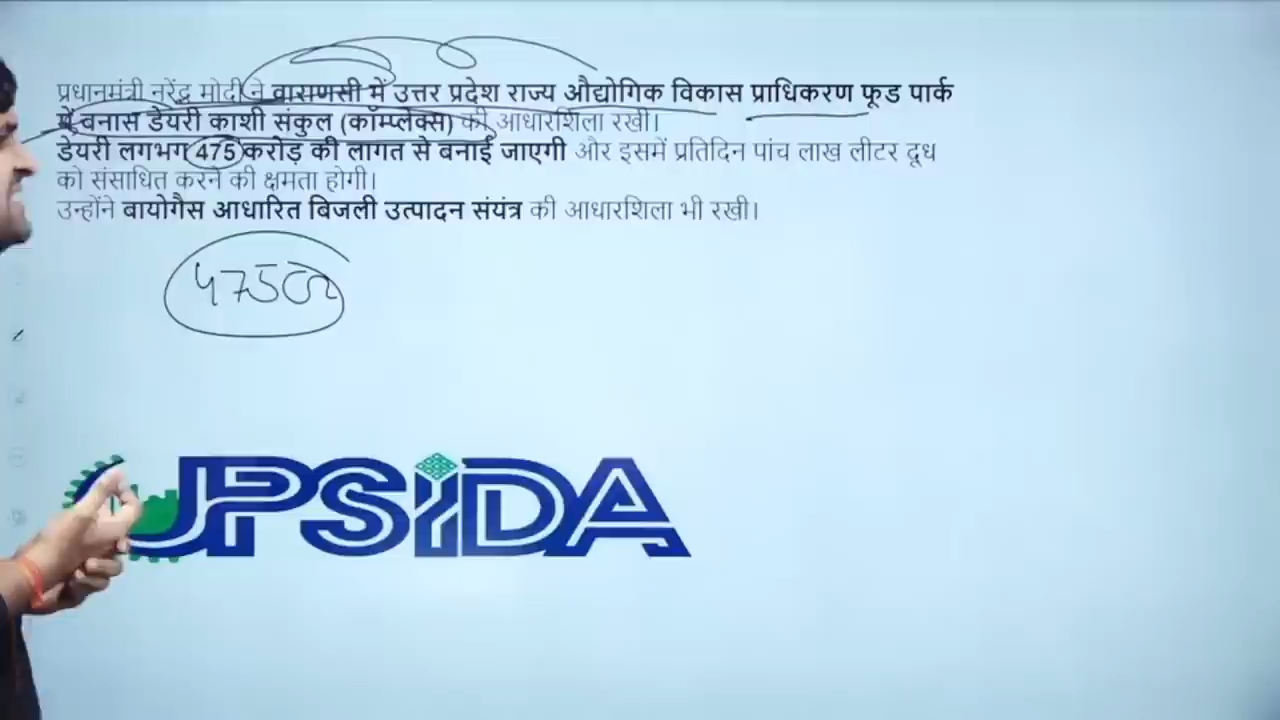 प्रधानमंत्री नरेंद्र मोदी ने वाराणसी में उत्तर प्रदेश राज्य औद्योगिक विकास प्राधिकरण फूड पार्क
में बनास डेयरी काशी संकुल (कॉम्प्लेक्स) की आधारशिला रखी।
डेयरी लगभग 475 करोड़ की लागत से बनाई जाएगी और इसमें प्रतिदिन पांच लाख लीटर दूध
को संसाधित करने की क्षमता होगी।
उन्होंने बायोगैस आधारित बिजली उत्पादन संयंत्र की आधारशिला भी रखी।
475
UPSIDA